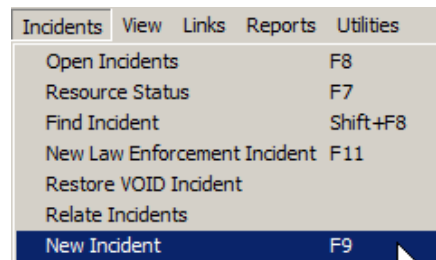 Incidents View Links Reports Utilities
Open Incidents F8
Resource Status F7
Find Incident Shift+F8
New Law Enforcement Incident F11
Restore VOID Incident
Relate Incidents
New Incident F9